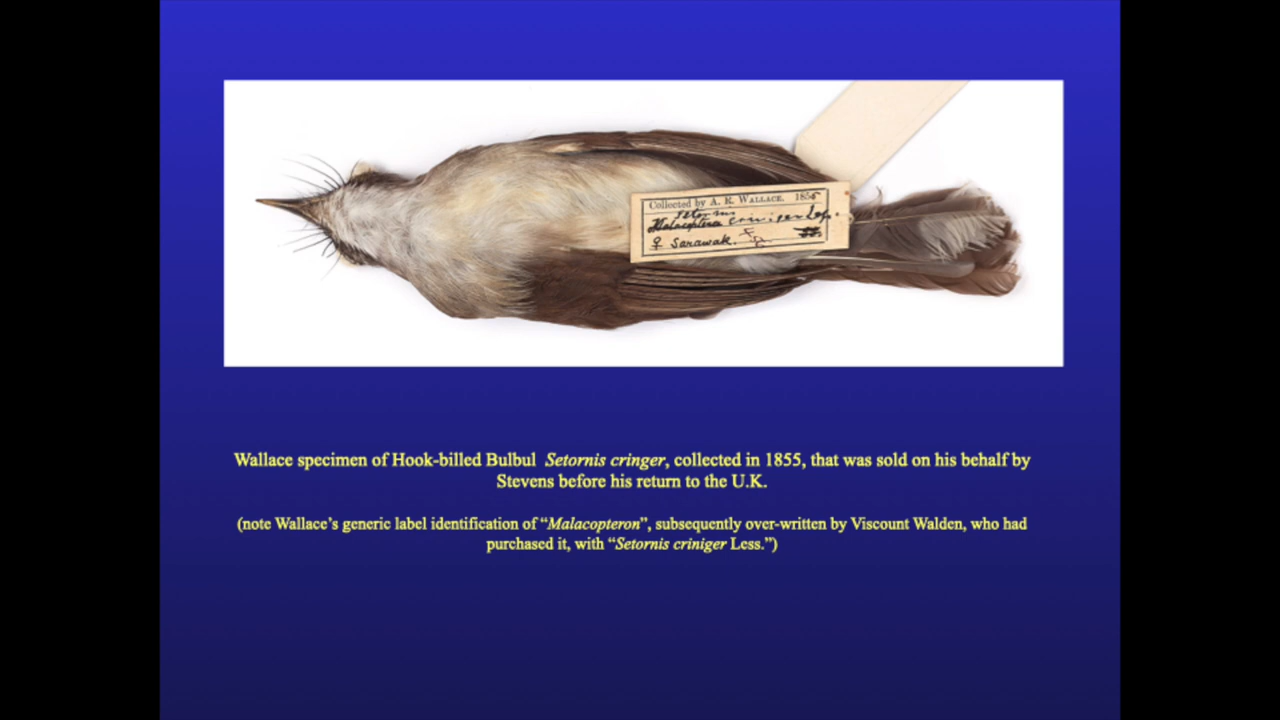 Collected by A. R. WALLACE. 1855
Setornis
Malacopteron criniger Less.
♀ Sarawak.
Wallace specimen of Hook-billed Bulbul Setornis cringer, collected in 1855, that was sold on his behalf by
Stevens before his return to the U.K.
(note Wallace’s generic label identification of “Malacopteron”, subsequently over-written by Viscount Walden, who had
purchased it, with “Setornis criniger Less.”)